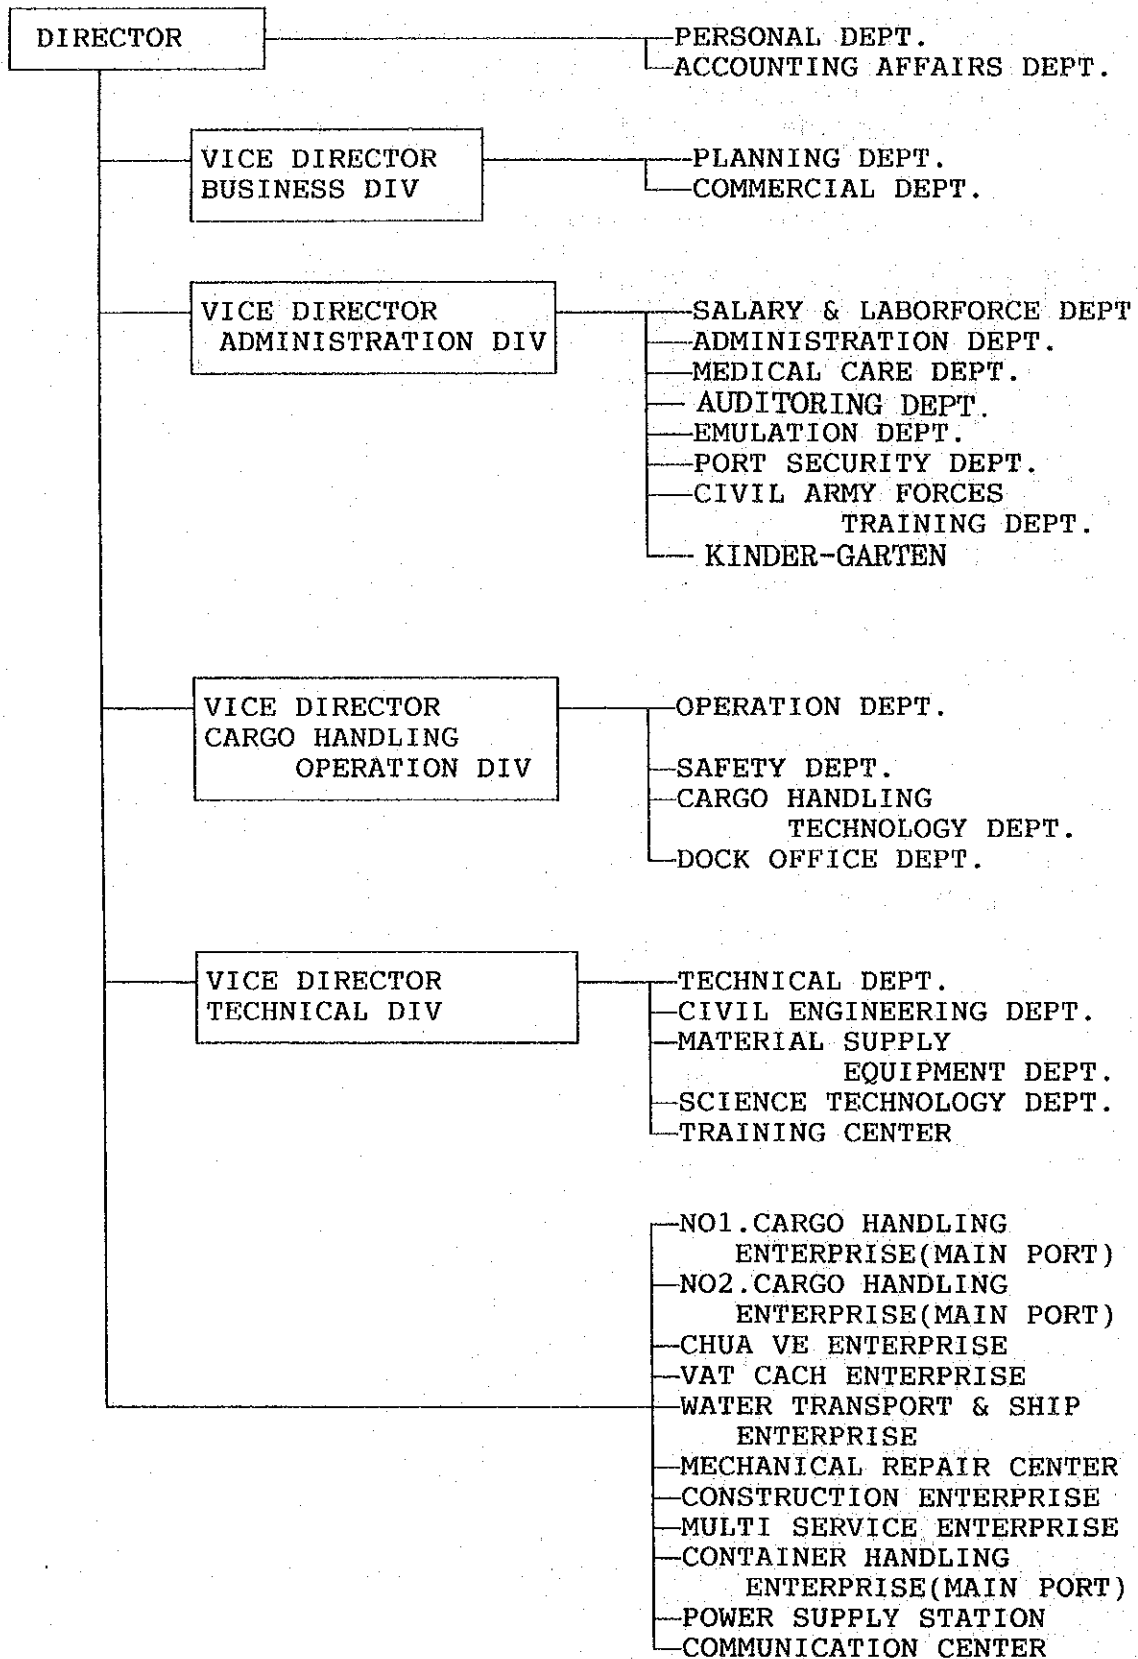 DIRECTOR
PERSONAL DEPT.
ACCOUNTING AFFAIRS DEPT.
VICE DIRECTOR
BUSINESS DIV
PLANNING DEPT.
COMMERCIAL DEPT.
VICE DIRECTOR
ADMINISTRATION DIV
SALARY & LABORFORCE DEPT
ADMINISTRATION DEPT.
MEDICAL CARE DEPT.
AUDITORING DEPT.
EMULATION DEPT.
PORT SECURITY DEPT.
CIVIL ARMY FORCES
TRAINING DEPT.
KINDER-GARTEN
VICE DIRECTOR
CARGO HANDLING
OPERATION DIV
OPERATION DEPT.
SAFETY DEPT.
CARGO HANDLING
TECHNOLOGY DEPT.
DOCK OFFICE DEPT.
VICE DIRECTOR
TECHNICAL DIV
TECHNICAL DEPT.
CIVIL ENGINEERING DEPT.
MATERIAL SUPPLY
EQUIPMENT DEPT.
SCIENCE TECHNOLOGY DEPT.
TRAINING CENTER
NO1.CARGO HANDLING
ENTERPRISE(MAIN PORT)
NO2.CARGO HANDLING
ENTERPRISE(MAIN PORT)
CHUA VE ENTERPRISE
VAT CACH ENTERPRISE
WATER TRANSPORT & SHIP
ENTERPRISE
MECHANICAL REPAIR CENTER
CONSTRUCTION ENTERPRISE
MULTI SERVICE ENTERPRISE
CONTAINER HANDLING
ENTERPRISE(MAIN PORT)
POWER SUPPLY STATION
COMMUNICATION CENTER